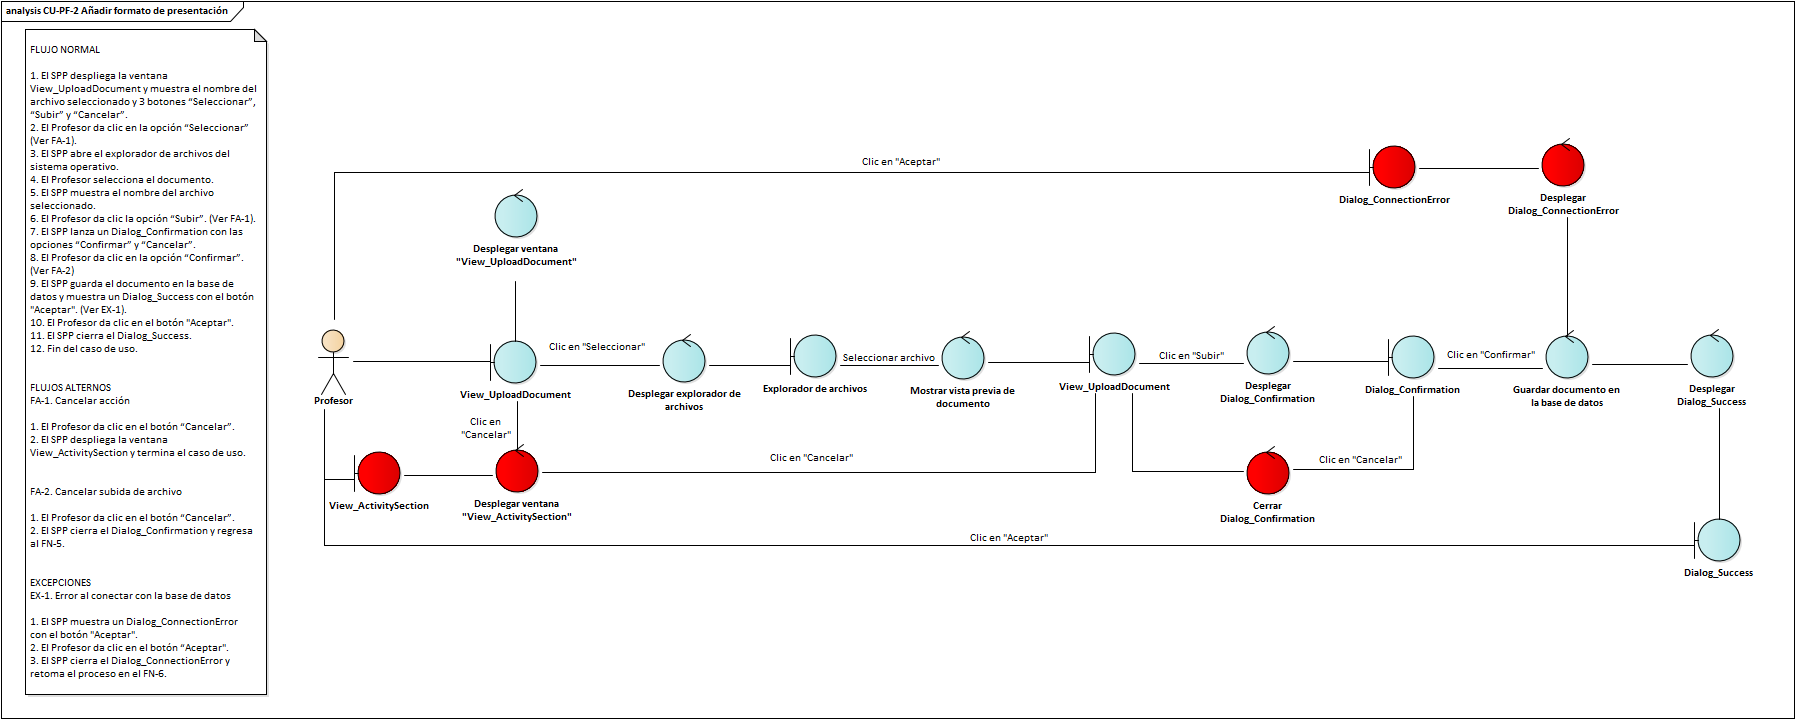 analysis CU-PF-2 Añadir formato de presentación
FLUJO NORMAL
1. El SPP despliega la ventana
View_UploadDocument y muestra el nombre del
archivo seleccionado y 3 botones “Seleccionar”,
“Subir” y “Cancelar”.
2. El Profesor da clic en la opción “Seleccionar”
(Ver FA-1).
3. El SPP abre el explorador de archivos del
sistema operativo.
4. El Profesor selecciona el documento.
5. El SPP muestra el nombre del archivo
seleccionado.
6. El Profesor da clic la opción “Subir”. (Ver FA-1).
7. El SPP lanza un Dialog_Confirmation con las
opciones “Confirmar” y “Cancelar”.
8. El Profesor da clic en la opción “Confirmar”.
(Ver FA-2)
9. El SPP guarda el documento en la base de
datos y muestra un Dialog_Success con el botón
"Aceptar". (Ver EX-1).
10. El Profesor da clic en el botón "Aceptar".
11. El SPP cierra el Dialog_Success.
12. Fin del caso de uso.
FLUJOS ALTERNOS
FA-1. Cancelar acción
1. El Profesor da clic en el botón “Cancelar”.
2. El SPP despliega la ventana
View_ActivitySection y termina el caso de uso.
FA-2. Cancelar subida de archivo
1. El Profesor da clic en el botón “Cancelar”.
2. El SPP cierra el Dialog_Confirmation y regresa
al FN-5.
EXCEPCIONES
EX-1. Error al conectar con la base de datos
1. El SPP muestra un Dialog_ConnectionError
con el botón "Aceptar".
2. El Profesor da clic en el botón “Aceptar".
3. El SPP cierra el Dialog_ConnectionError y
retoma el proceso en el FN-6.
Clic en "Aceptar"
Dialog_ConnectionError
Desplegar
Dialog_ConnectionError
Desplegar ventana
"View_UploadDocument"
Profesor
View_UploadDocument
Clic en "Seleccionar"
Desplegar explorador de
archivos
Explorador de archivos
Seleccionar archivo
Mostrar vista previa de
documento
View_UploadDocument
Clic en "Subir"
Desplegar
Dialog_Confirmation
Dialog_Confirmation
Clic en "Confirmar"
Guardar documento en
la base de datos
Desplegar
Dialog_Success
Clic en
"Cancelar"
View_ActivitySection
Desplegar ventana
"View_ActivitySection"
Clic en "Cancelar"
Cerrar
Dialog_Confirmation
Clic en "Cancelar"
Clic en "Aceptar"
Dialog_Success